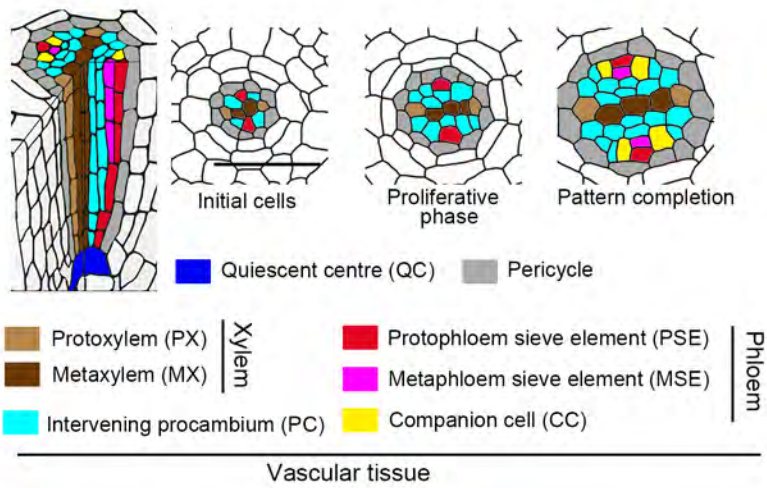 Initial cells
Proliferative
phase
Pattern completion
Quiescent centre (QC)
Pericycle
Protoxylem (PX)
Metaxylem (MX)
Xylem
Intervening procambium (PC)
Protophloem sieve element (PSE)
Metaphloem sieve element (MSE)
Companion cell (CC)
Phloem
Vascular tissue